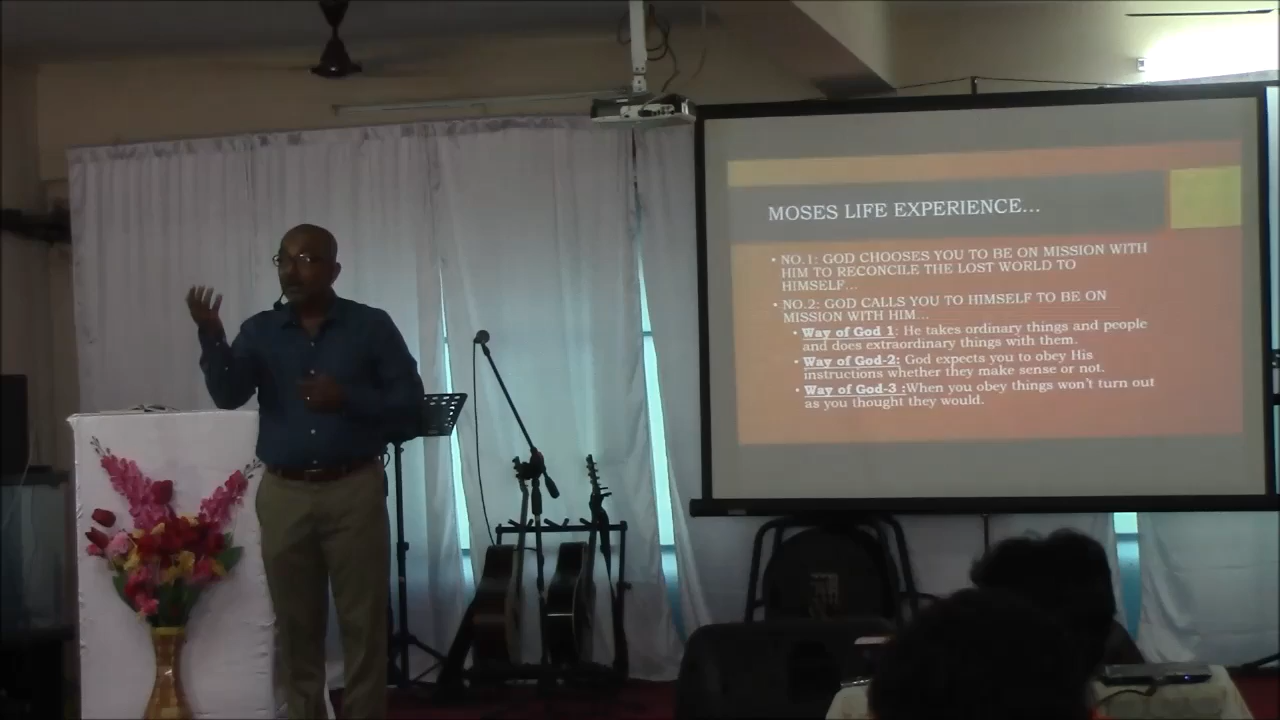 MOSES LIFE EXPERIENCE...
• NO.1: GOD CHOOSES YOU TO BE ON MISSION WITH
HIM TO RECONCILE THE LOST WORLD TO
HIMSELF...
• NO.2: GOD CALLS YOU TO HIMSELF TO BE ON
MISSION WITH HIM...
• Way of God 1: He takes ordinary things and people
and does extraordinary things with them.
• Way of God-2: God expects you to obey His
instructions whether they make sense or not.
• Way of God-3 :When you obey things won't turn out
as you thought they would.